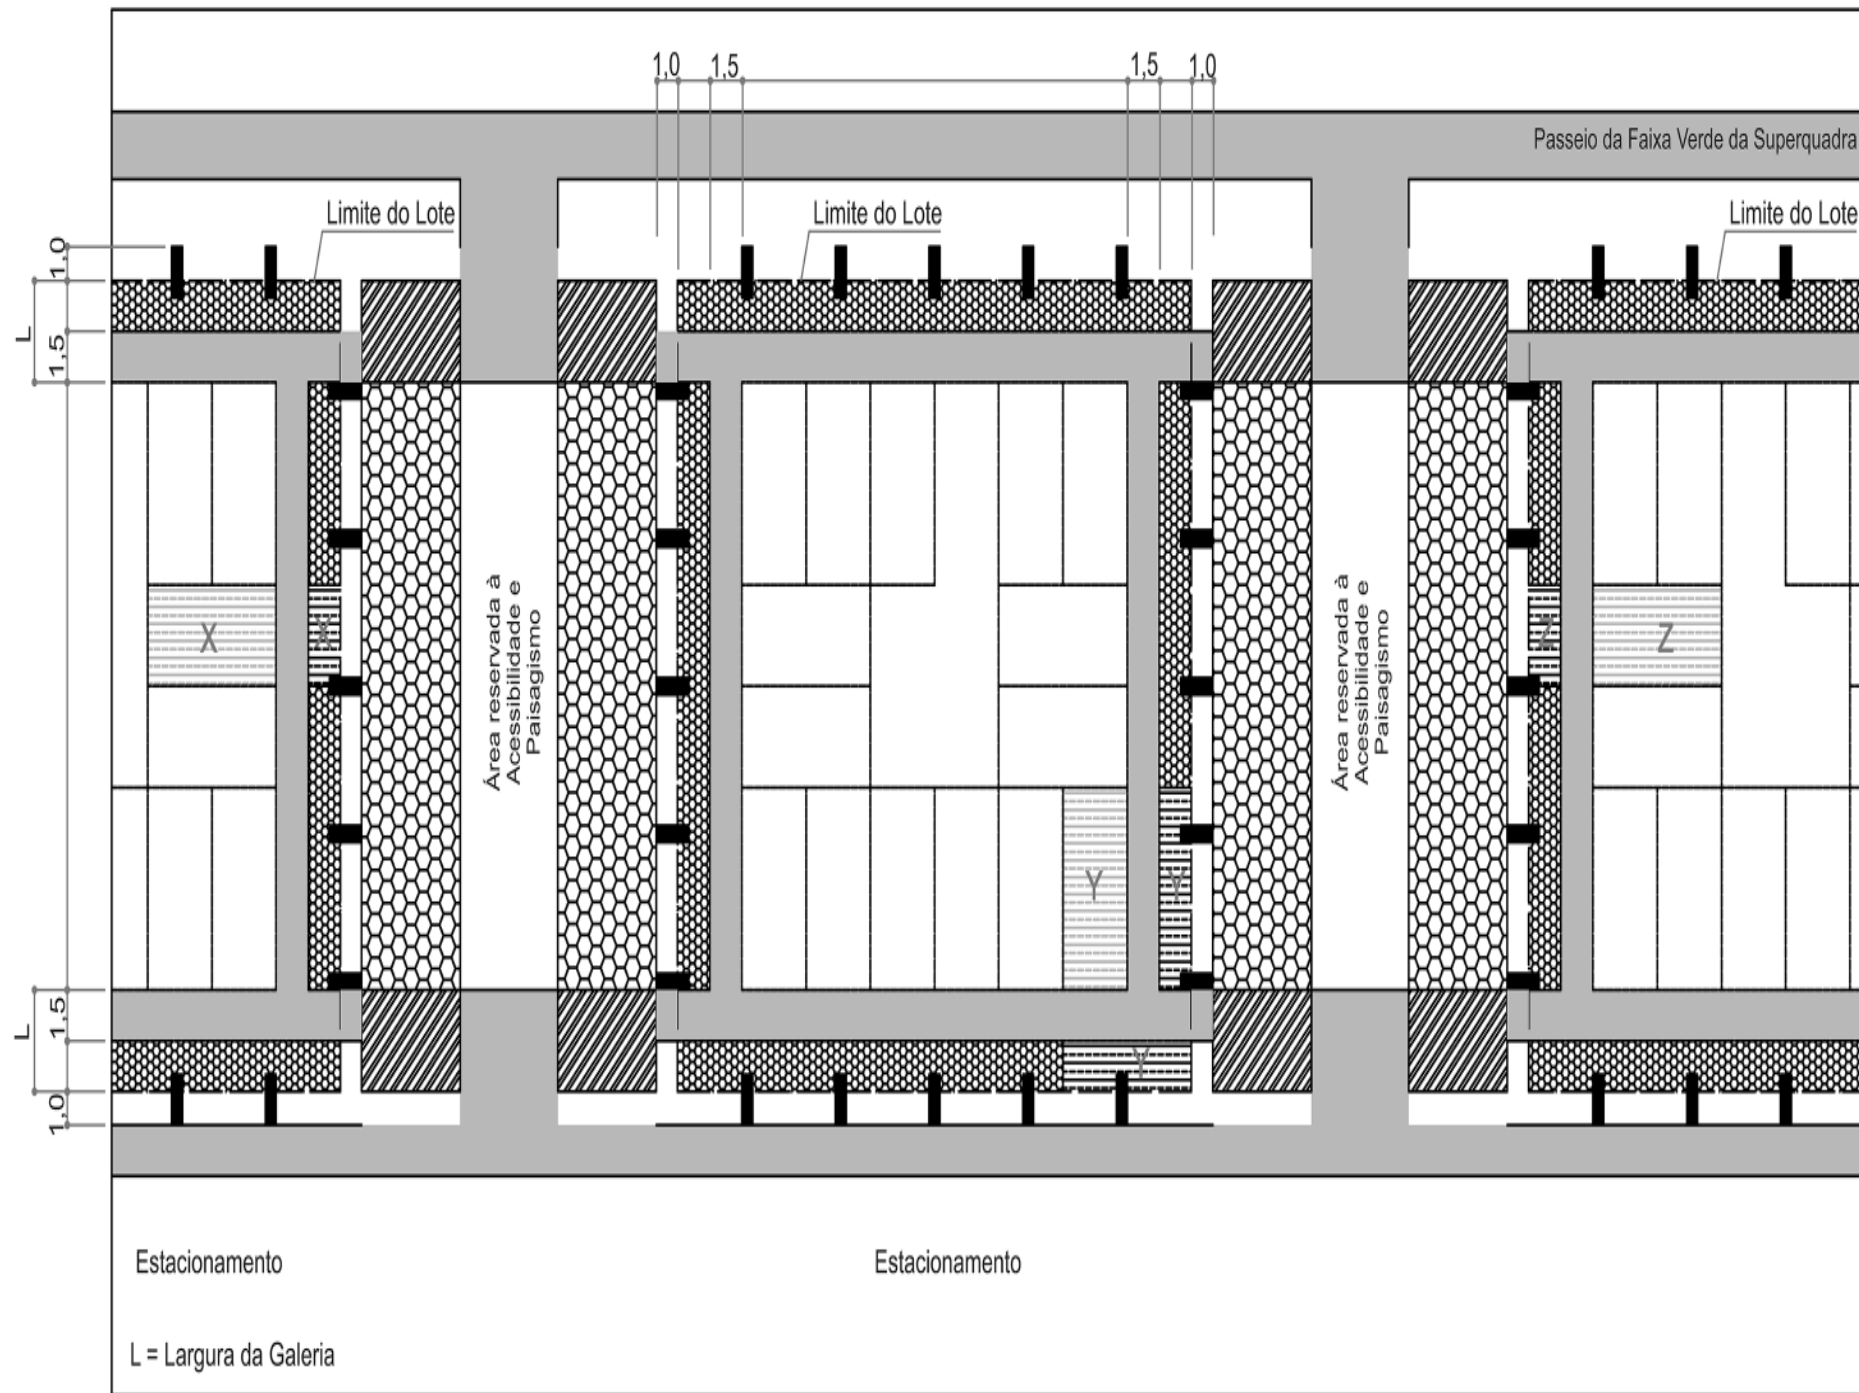 1,0 1,5 1,5 1,0
Passeio da Faixa Verde da Superquadra
Limite do Lote Limite do Lote Limite do Lote
1,0
L
1,5
Área reservada à
Acessibilidade e
Paisagismo
Área reservada à
Acessibilidade e
Paisagismo
X X Z Z
Y Y
L
1,5
Y
1,0
Estacionamento Estacionamento
L = Largura da Galeria